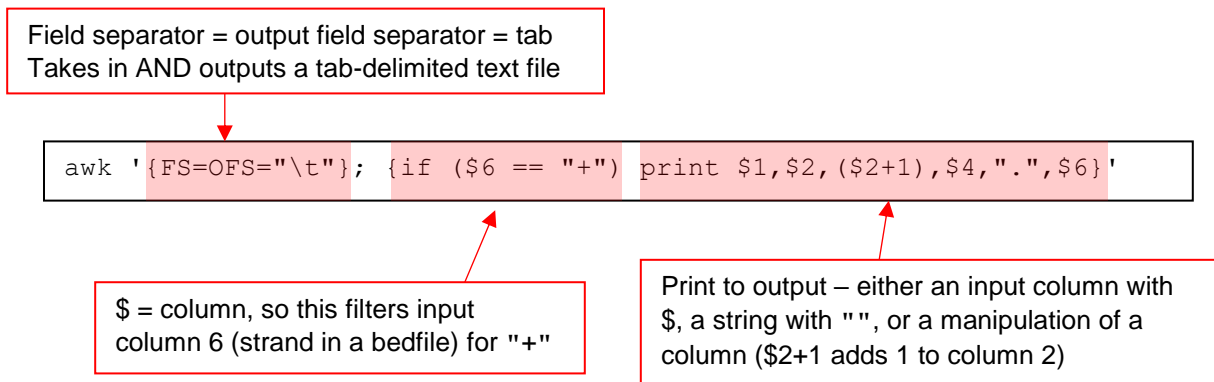 Field separator = output field separator = tab
Takes in AND outputs a tab-delimited text file
awk '{FS=OFS="\t"}; {if ($6 == "+") print $1,$2,($2+1),$4,".",$6}'
$ = column, so this filters input
column 6 (strand in a bedfile) for "+"
Print to output – either an input column with
$, a string with "", or a manipulation of a
column ($2+1 adds 1 to column 2)